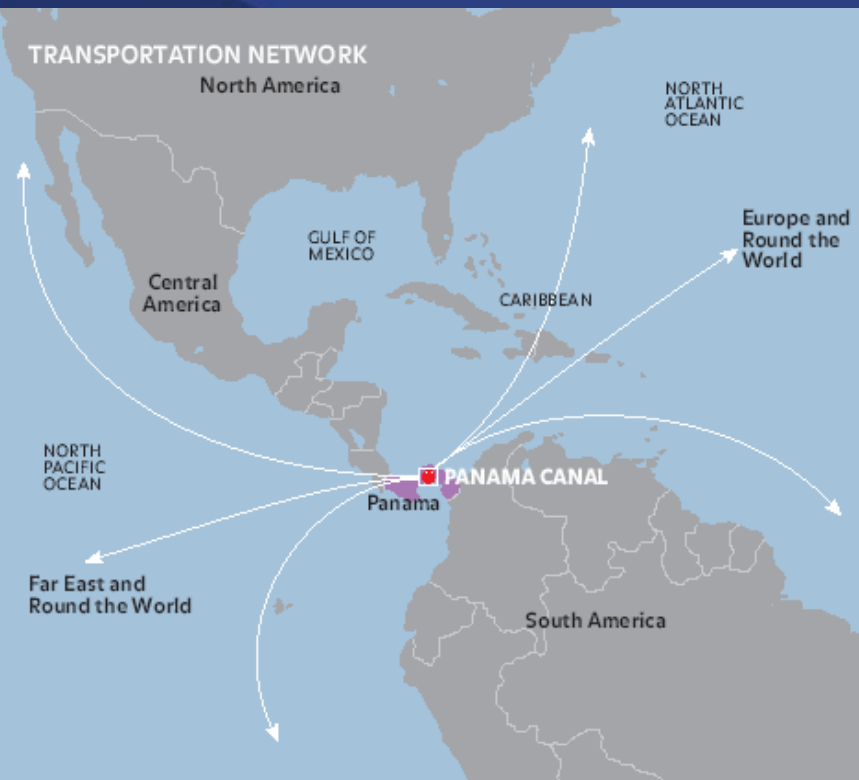 TRANSPORTATION NETWORK
North America
NORTH
ATLANTIC
OCEAN
Europe and
Round the
World
GULF OF
MEXICO
Central
America
CARIBBEAN
NORTH
PACIFIC
OCEAN
PANAMA CANAL
Panama
Far East and
Round the World
South America